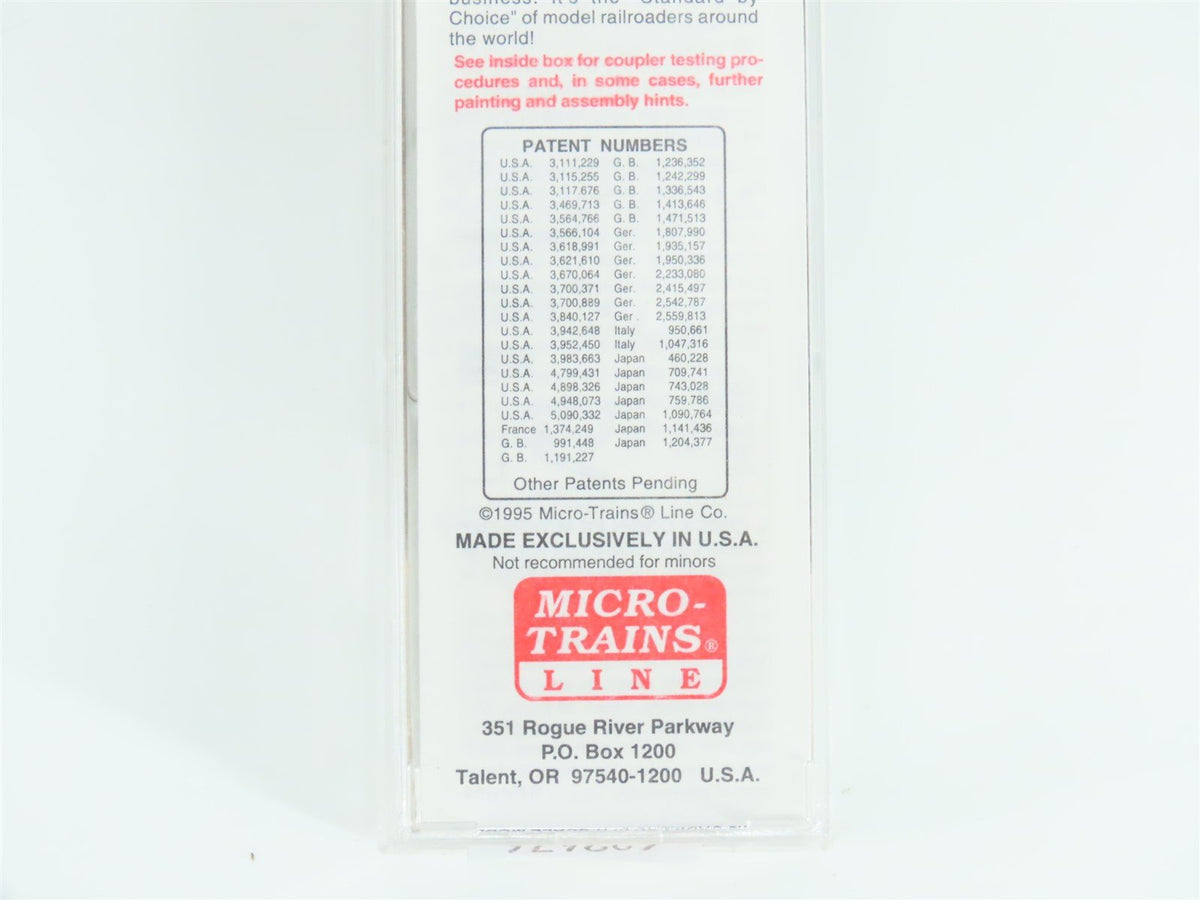 Choice" of model railroaders around
the world!
See inside box for coupler testing pro-
cedures and, in some cases, further
painting and assembly hints.
PATENT NUMBERS
U.S.A. 3,111,229 G. B. 1,236,352
U.S.A. 3,115,255 G. B. 1,242,299
U.S.A. 3,117.676 G. B. 1,336,543
U.S.A. 3,469,713 G. B. 1,413,646
U.S.A. 3,564,766 G. B. 1,471,513
U.S.A. 3,566,104 Ger. 1,807,990
U.S.A. 3,618,991 Ger. 1,935,157
U.S.A. 3,621,610 Ger. 1,950,336
U.S.A. 3,670,064 Ger. 2,233,080
U.S.A. 3,700,371 Ger. 2,415,497
U.S.A. 3,700,889 Ger. 2,542,787
U.S.A. 3,840,127 Ger . 2,559,813
U.S.A. 3,942,648 Italy 950,661
U.S.A. 3,952,450 Italy 1,047,316
U.S.A. 3,983,663 Japan 460,228
U.S.A. 4,799,431 Japan 709,741
U.S.A. 4,898,326 Japan 743,028
U.S.A. 4,948,073 Japan 759,786
U.S.A. 5,090,332 Japan 1,090,764
France 1,374,249 Japan 1,141,436
G. B. 991,448 Japan 1,204,377
G. B. 1,191,227
Other Patents Pending
©1995 Micro-Trains® Line Co.
MADE EXCLUSIVELY IN U.S.A.
Not recommended for minors
MICRO-
TRAINS®
LINE
351 Rogue River Parkway
P.O. Box 1200
Talent, OR 97540-1200 U.S.A.